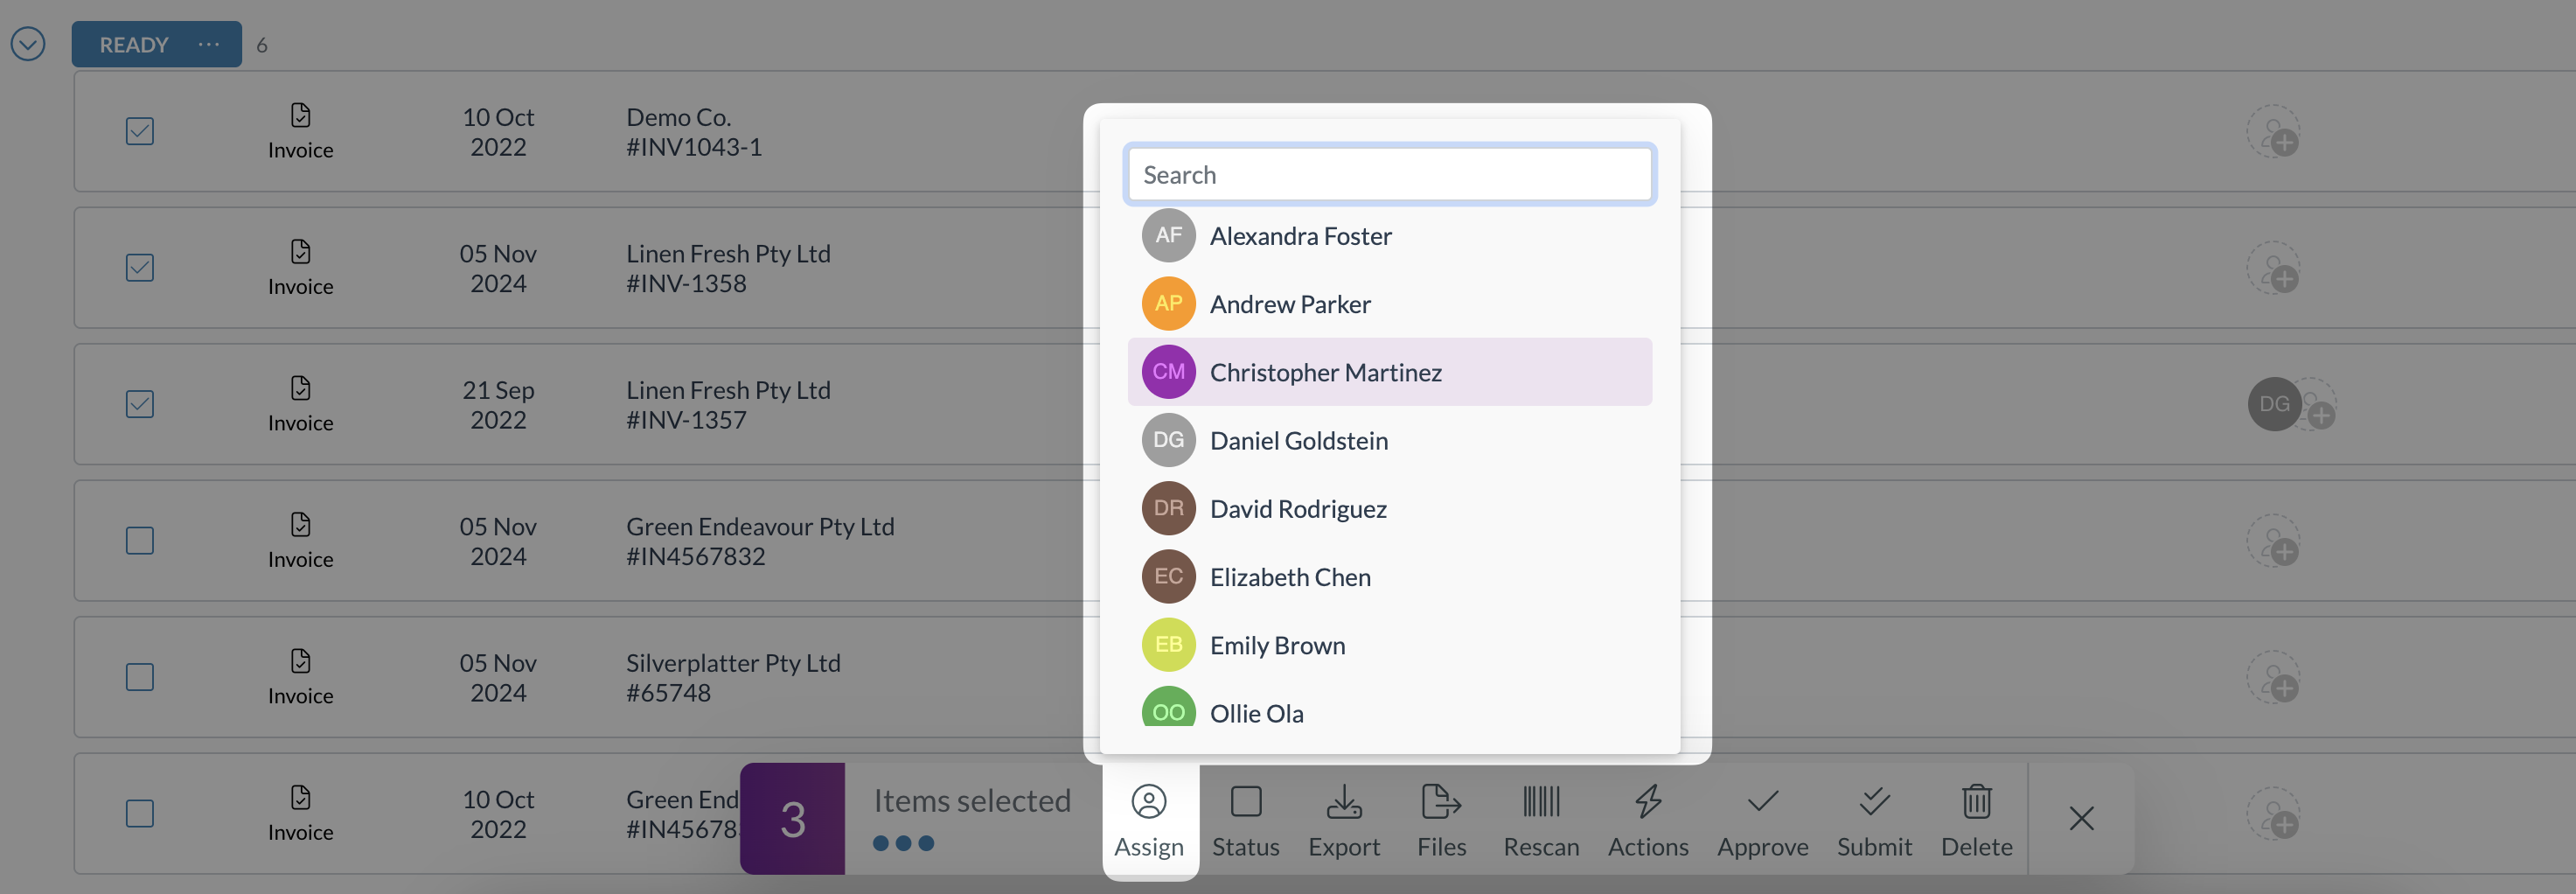 READY ... 6
Invoice
10 Oct
2022
Demo Co.
#INV1043-1
Invoice
05 Nov
2024
Linen Fresh Pty Ltd
#INV-1358
Invoice
21 Sep
2022
Linen Fresh Pty Ltd
#INV-1357
DG
Invoice
05 Nov
2024
Green Endeavour Pty Ltd
#IN4567832
Invoice
05 Nov
2024
Silverplatter Pty Ltd
#65748
Invoice
10 Oct
2022
Green End
#IN45678
Search
AF Alexandra Foster
AP Andrew Parker
CM Christopher Martinez
DG Daniel Goldstein
DR David Rodriguez
EC Elizabeth Chen
EB Emily Brown
OO Ollie Ola
3 Items selected
Assign
Status
Export
Files
Rescan
Actions
Approve
Submit
Delete